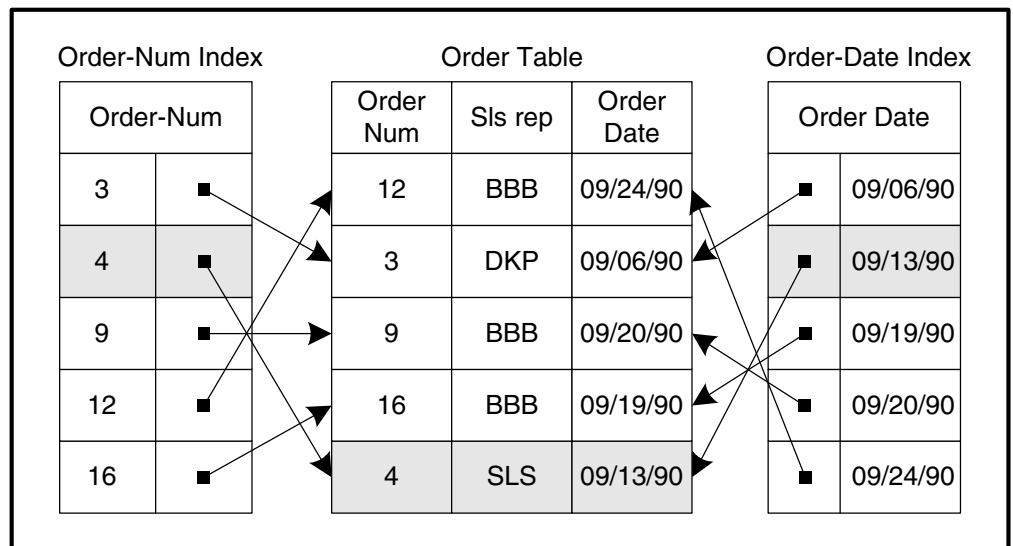 Order-Num Index Order Table Order-Date Index
Order-Num Order Num Sls rep Order Date Order Date
3 12 BBB 09/24/90 09/06/90
4 3 DKP 09/06/90 09/13/90
9 9 BBB 09/20/90 09/19/90
12 16 BBB 09/19/90 09/20/90
16 4 SLS 09/13/90 09/24/90